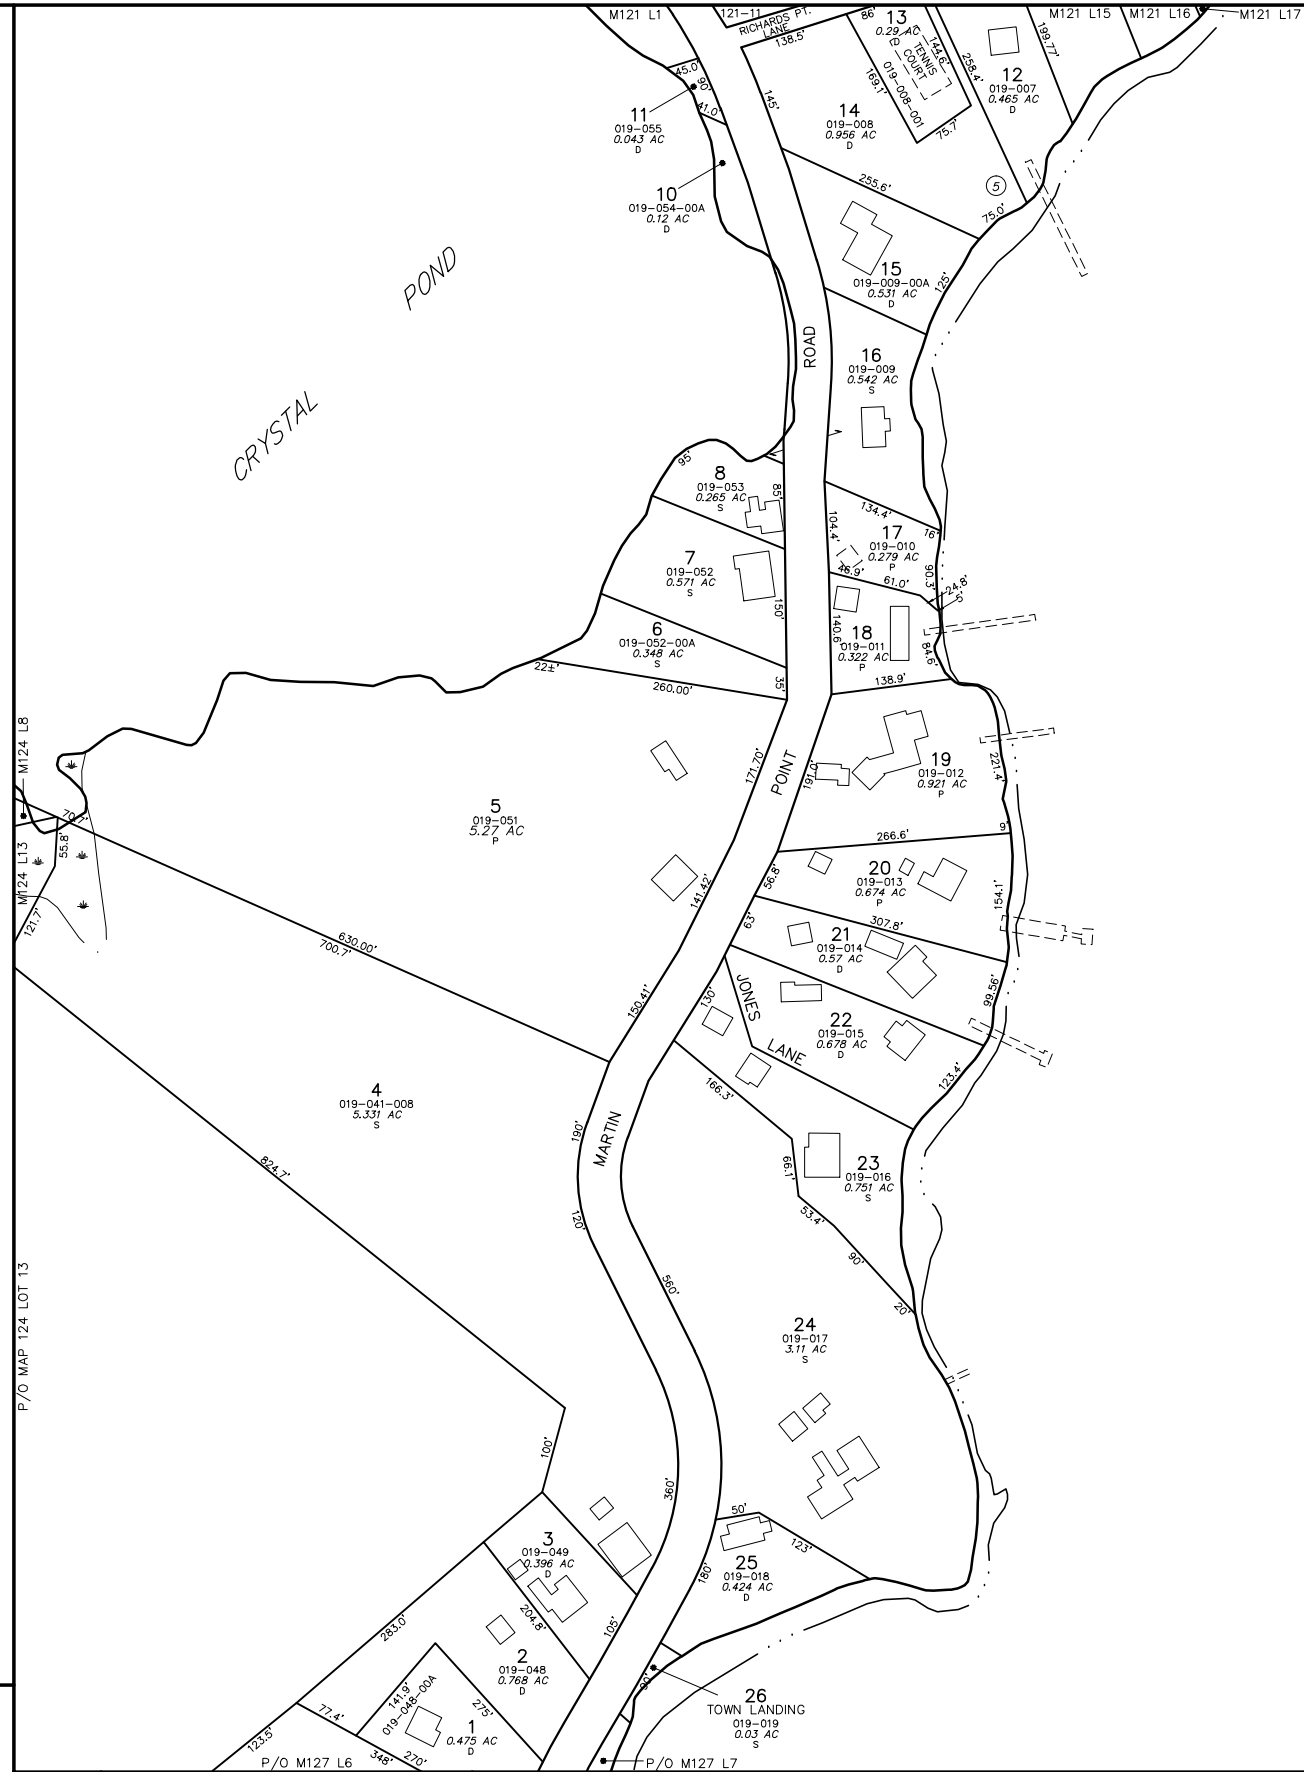 M121 L1
121-11
RICHARDS PT.
LANE
138.5'
86'
13
0.29 AC
D
TENNIS
COURT
144.6'
019-008-001
169.1'
75.7'
258.4'
12
019-007
0.465 AC
D
199.77'
M121 L15
M121 L16
M121 L17
45.0'
90'
41.0'
11
019-055
0.043 AC
D
145'
14
019-008
0.956 AC
D
10
019-054-00A
0.12 AC
D
255.6'
5
75.0'
POND
15
019-009-00A
0.531 AC
D
125'
ROAD
16
019-009
0.542 AC
S
CRYSTAL
95'
8
019-053
0.265 AC
S
85'
134.4'
16'
104.4'
17
019-010
0.279 AC
P
90.3'
7
019-052
0.571 AC
S
150'
46.9'
61.0'
24.8'
5'
6
019-052-00A
0.348 AC
S
140.6'
18
019-011
0.322 AC
P
84.6'
22±'
260.00'
35'
138.9'
M124 L8
171.70'
POINT
191.0'
19
019-012
0.921 AC
P
221.4'
5
019-051
5.27 AC
P
70.7'
55.8'
M124 L13
121.7'
266.6'
9'
141.42'
56.8'
20
019-013
0.674 AC
P
154.1'
630.00'
700.7'
63'
307.8'
21
019-014
0.57 AC
D
150.41'
130'
JONES
LANE
99.56'
22
019-015
0.678 AC
D
123.4'
4
019-041-008
5.331 AC
S
166.3'
190'
MARTIN
66.1'
23
019-016
0.751 AC
S
824.7'
120'
53.4'
90'
20'
P/O MAP 124 LOT 13
560'
24
019-017
3.11 AC
S
100'
360'
50'
123'
3
019-049
0.396 AC
D
25
019-018
0.424 AC
D
180'
204.8'
105'
283.0'
2
019-048
0.768 AC
D
141.9'
019-048-00A
275'
77.4'
1
0.475 AC
D
123.5'
348'
270'
26
TOWN LANDING
019-019
0.03 AC
S
P/O M127 L6
P/O M127 L7